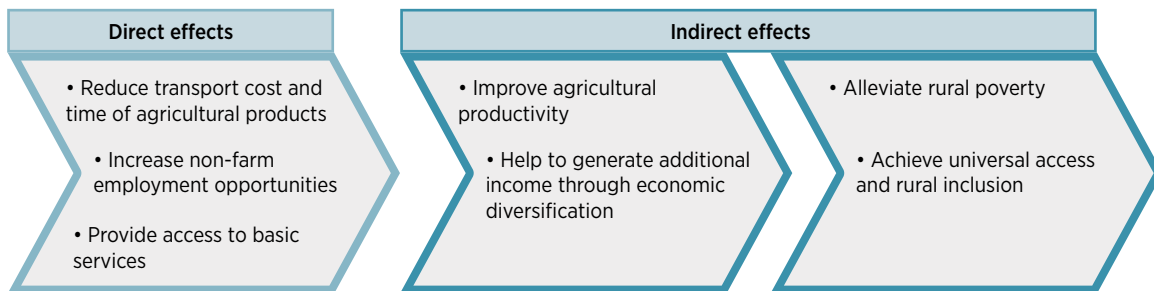 Direct effects
• Reduce transport cost and
time of agricultural products
• Increase non-farm
employment opportunities
• Provide access to basic
services
Indirect effects
• Improve agricultural
productivity
• Help to generate additional
income through economic
diversification
• Alleviate rural poverty
• Achieve universal access
and rural inclusion